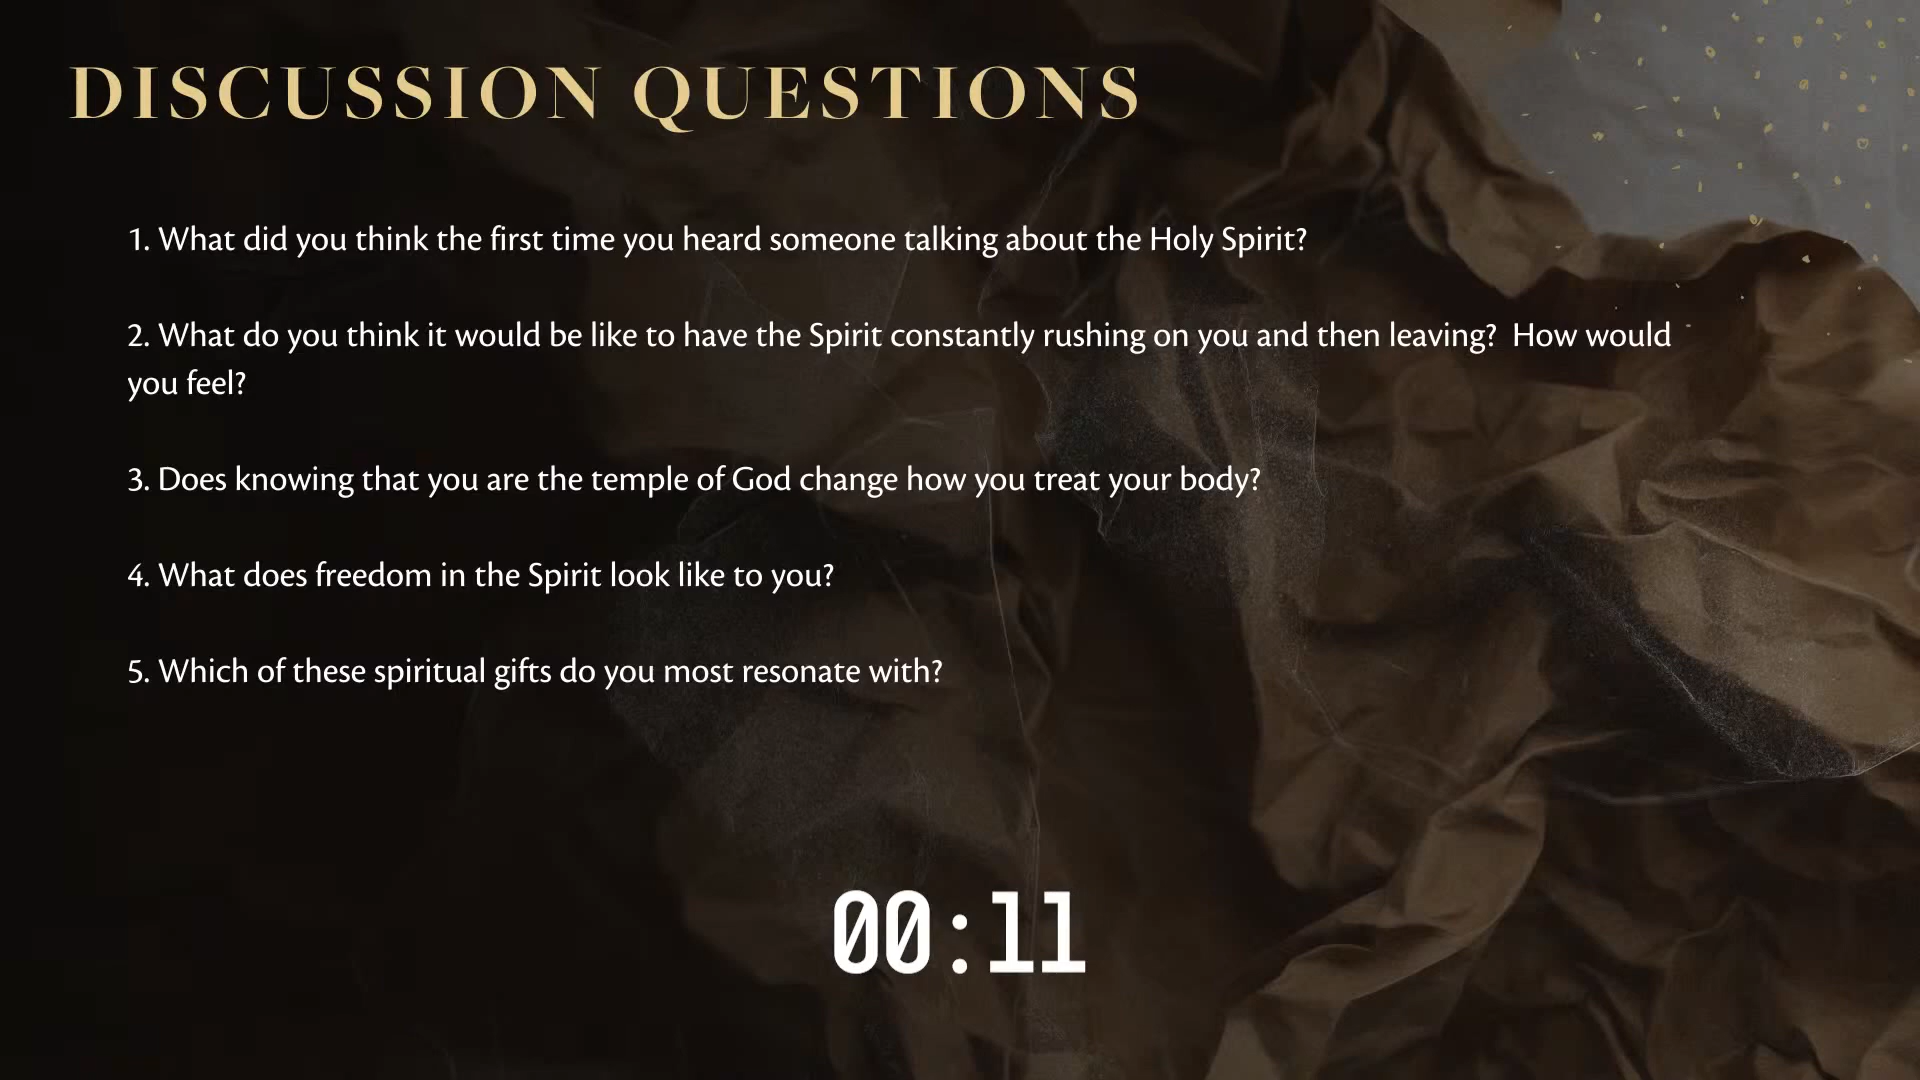 DISCUSSION QUESTIONS
1. What did you think the first time you heard someone talking about the Holy Spirit?
2. What do you think it would be like to have the Spirit constantly rushing on you and then leaving?  How would
you feel?
3. Does knowing that you are the temple of God change how you treat your body?
4. What does freedom in the Spirit look like to you?
5. Which of these spiritual gifts do you most resonate with?
00:11